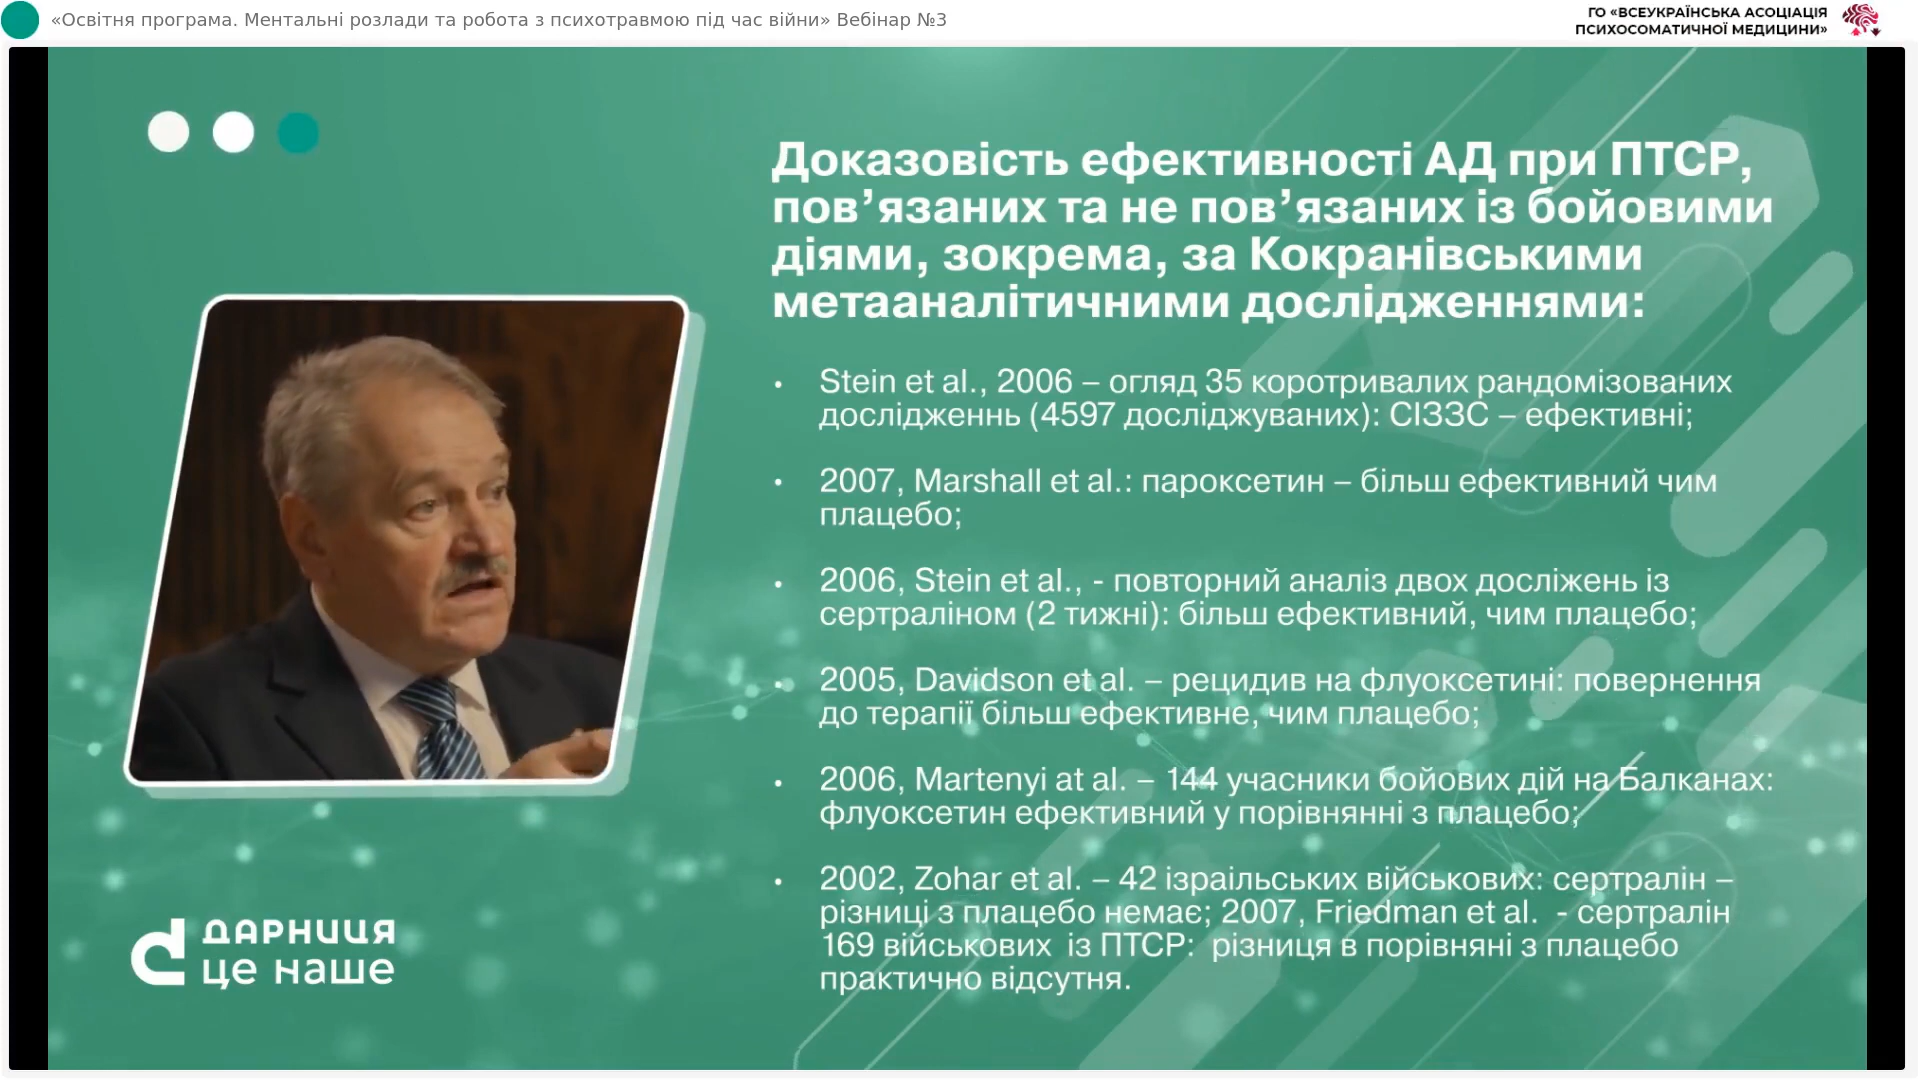 «Освітня програма. Ментальні розлади та робота з психотравмою під час війни» Вебінар №3
ГО «ВСЕУКРАЇНСЬКА АСОЦІАЦІЯ
ПСИХОСОМАТИЧНОЇ МЕДИЦИНИ»
Доказовість ефективності АД при ПТСР,
пов’язаних та не пов’язаних із бойовими
діями, зокрема, за Кокранівськими
метааналітичними дослідженнями:
• Stein et al., 2006 – огляд 35 коротривалих рандомізованих
дослідженнь (4597 досліджуваних): СІЗЗС – ефективні;
• 2007, Marshall et al.: пароксетин – більш ефективний чим
плацебо;
• 2006, Stein et al., - повторний аналіз двох досліжень із
сертраліном (2 тижні): більш ефективний, чим плацебо;
• 2005, Davidson et al. – рецидив на флуоксетині: повернення
до терапії більш ефективне, чим плацебо;
• 2006, Martenyi at al. – 144 учасники бойових дій на Балканах:
флуоксетин ефективний у порівнянні з плацебо;
• 2002, Zohar et al. – 42 ізраільських військових: сертралін –
різниці з плацебо немає; 2007, Friedman et al.  - сертралін
169 військових  із ПТСР:  різниця в порівняні з плацебо
практично відсутня.
ДАРНИЦЯ
це наше